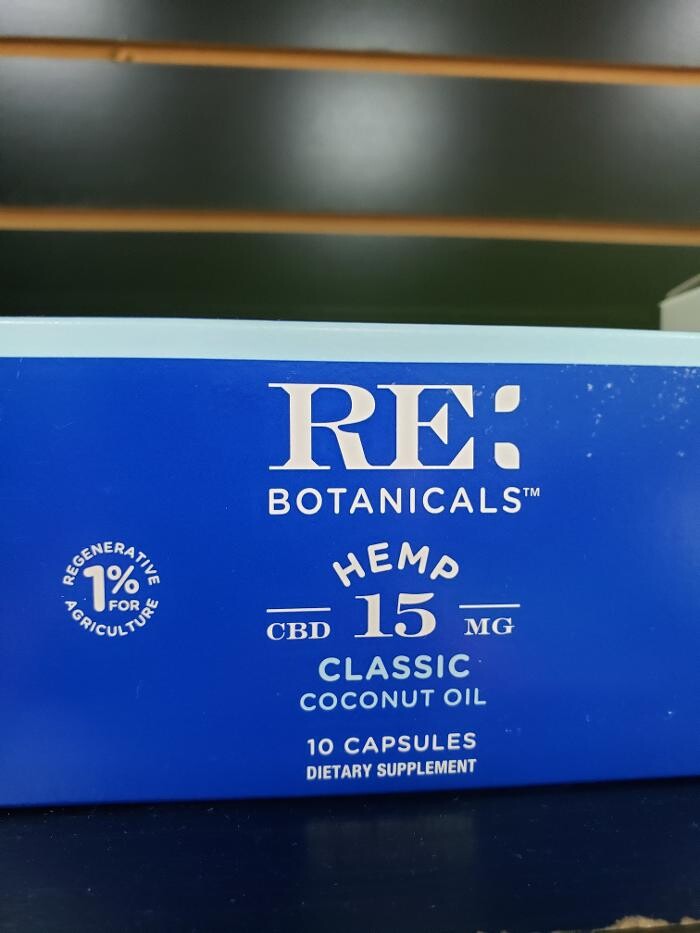 RE:
BOTANICALS™
HEMP
CBD 15 MG
CLASSIC
COCONUT OIL
10 CAPSULES
DIETARY SUPPLEMENT
REGENERATIVE
1%
FOR
AGRICULTURE